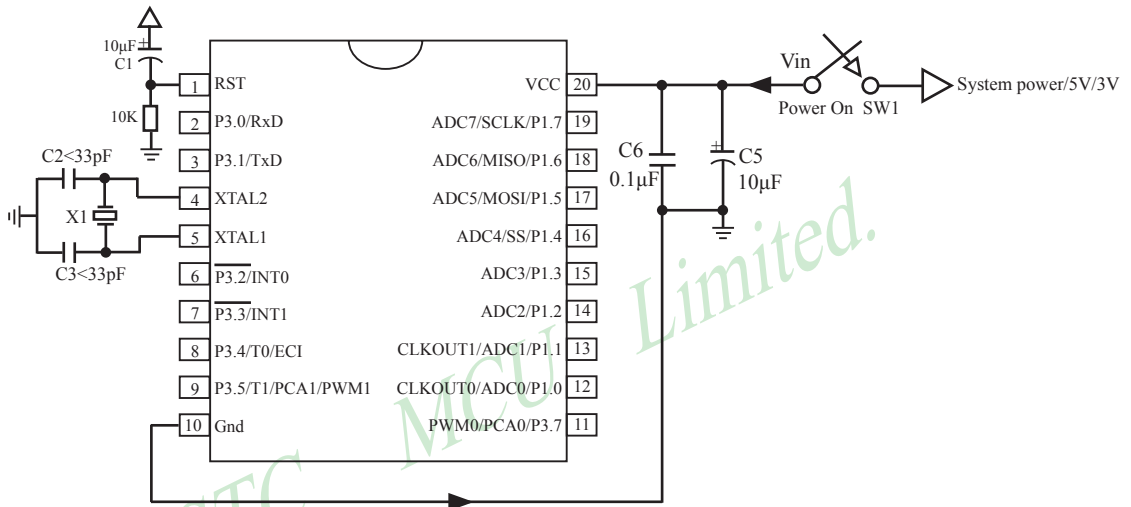 10μF
+
C1
10K
C2<33pF
X1
C3<33pF
1 RST
2 P3.0/RxD
3 P3.1/TxD
4 XTAL2
5 XTAL1
6 P3.2/INT0
7 P3.3/INT1
8 P3.4/T0/ECI
9 P3.5/T1/PCA1/PWM1
10 Gnd
VCC 20
ADC7/SCLK/P1.7 19
ADC6/MISO/P1.6 18
ADC5/MOSI/P1.5 17
ADC4/SS/P1.4 16
ADC3/P1.3 15
ADC2/P1.2 14
CLKOUT1/ADC1/P1.1 13
CLKOUT0/ADC0/P1.0 12
PWM0/PCA0/P3.7 11
Vin
Power On SW1
System power/5V/3V
C6
0.1μF
+
C5
10μF
STC MCU Limited.